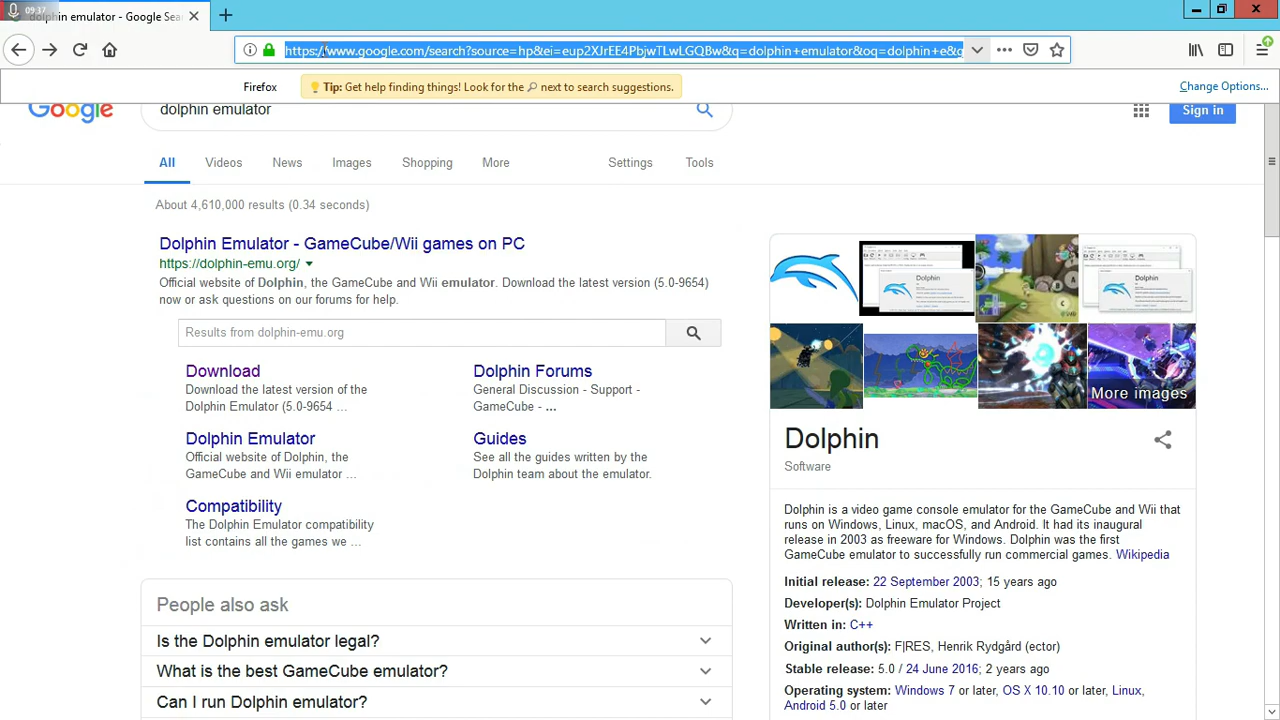 09:37
dolphin emulator - Google Sea
https://www.google.com/search?source=hp&ei=eup2XJrEE4PbjwTLwLGQBw&q=dolphin+emulator&oq=dolphin+e&g
Firefox
Tip: Get help finding things! Look for the next to search suggestions.
Change Options...
Google
dolphin emulator
Sign in
All Videos News Images Shopping More Settings Tools
About 4,610,000 results (0.34 seconds)
Dolphin Emulator - GameCube/Wii games on PC
https://dolphin-emu.org/
Official website of Dolphin, the GameCube and Wii emulator. Download the latest version (5.0-9654)
now or ask questions on our forums for help.
Results from dolphin-emu.org
Download
Download the latest version of the
Dolphin Emulator (5.0-9654 ...
Dolphin Forums
General Discussion - Support -
GameCube - ...
Dolphin Emulator
Official website of Dolphin, the
GameCube and Wii emulator ...
Guides
See all the guides written by the
Dolphin team about the emulator.
Compatibility
The Dolphin Emulator compatibility
list contains all the games we ...
People also ask
Is the Dolphin emulator legal?
What is the best GameCube emulator?
Can I run Dolphin emulator?
Dolphin
Dolphin
More images
Dolphin
Software
Dolphin is a video game console emulator for the GameCube and Wii that
runs on Windows, Linux, macOS, and Android. It had its inaugural
release in 2003 as freeware for Windows. Dolphin was the first
GameCube emulator to successfully run commercial games. Wikipedia
Initial release: 22 September 2003; 15 years ago
Developer(s): Dolphin Emulator Project
Written in: C++
Original author(s): F|RES, Henrik Rydgård (ector)
Stable release: 5.0 / 24 June 2016; 2 years ago
Operating system: Windows 7 or later, OS X 10.10 or later, Linux,
Android 5.0 or later